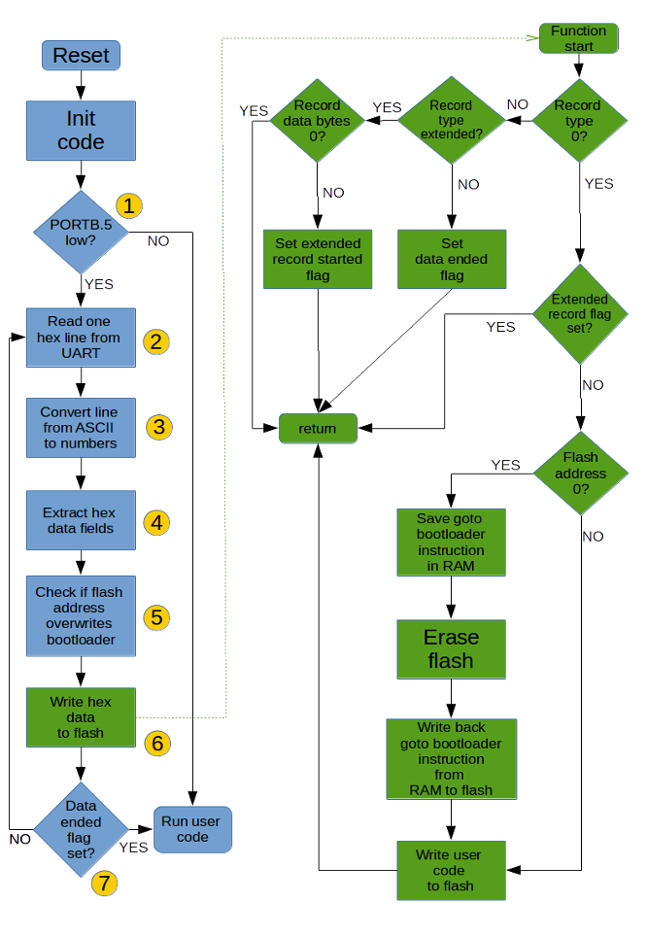 Reset
Init
code
PORTB.5
low?
1
NO
YES
Read one
hex line from
UART
2
Convert line
from ASCII
to numbers
3
Extract hex
data fields
4
Check if flash
address
overwrites
bootloader
5
Write hex
data
to flash
6
Data
ended
flag
set?
7
NO
YES
Run user
code
Function
start
Record
type
0?
NO
YES
Record
type
extended?
YES
NO
Record
data bytes
0?
YES
NO
Set extended
record started
flag
Set
data ended
flag
Extended
record flag
set?
YES
NO
return
Flash
address
0?
YES
NO
Save goto
bootloader
instruction
in RAM
Erase
flash
Write back
goto bootloader
instruction
from
RAM to flash
Write user
code
to flash